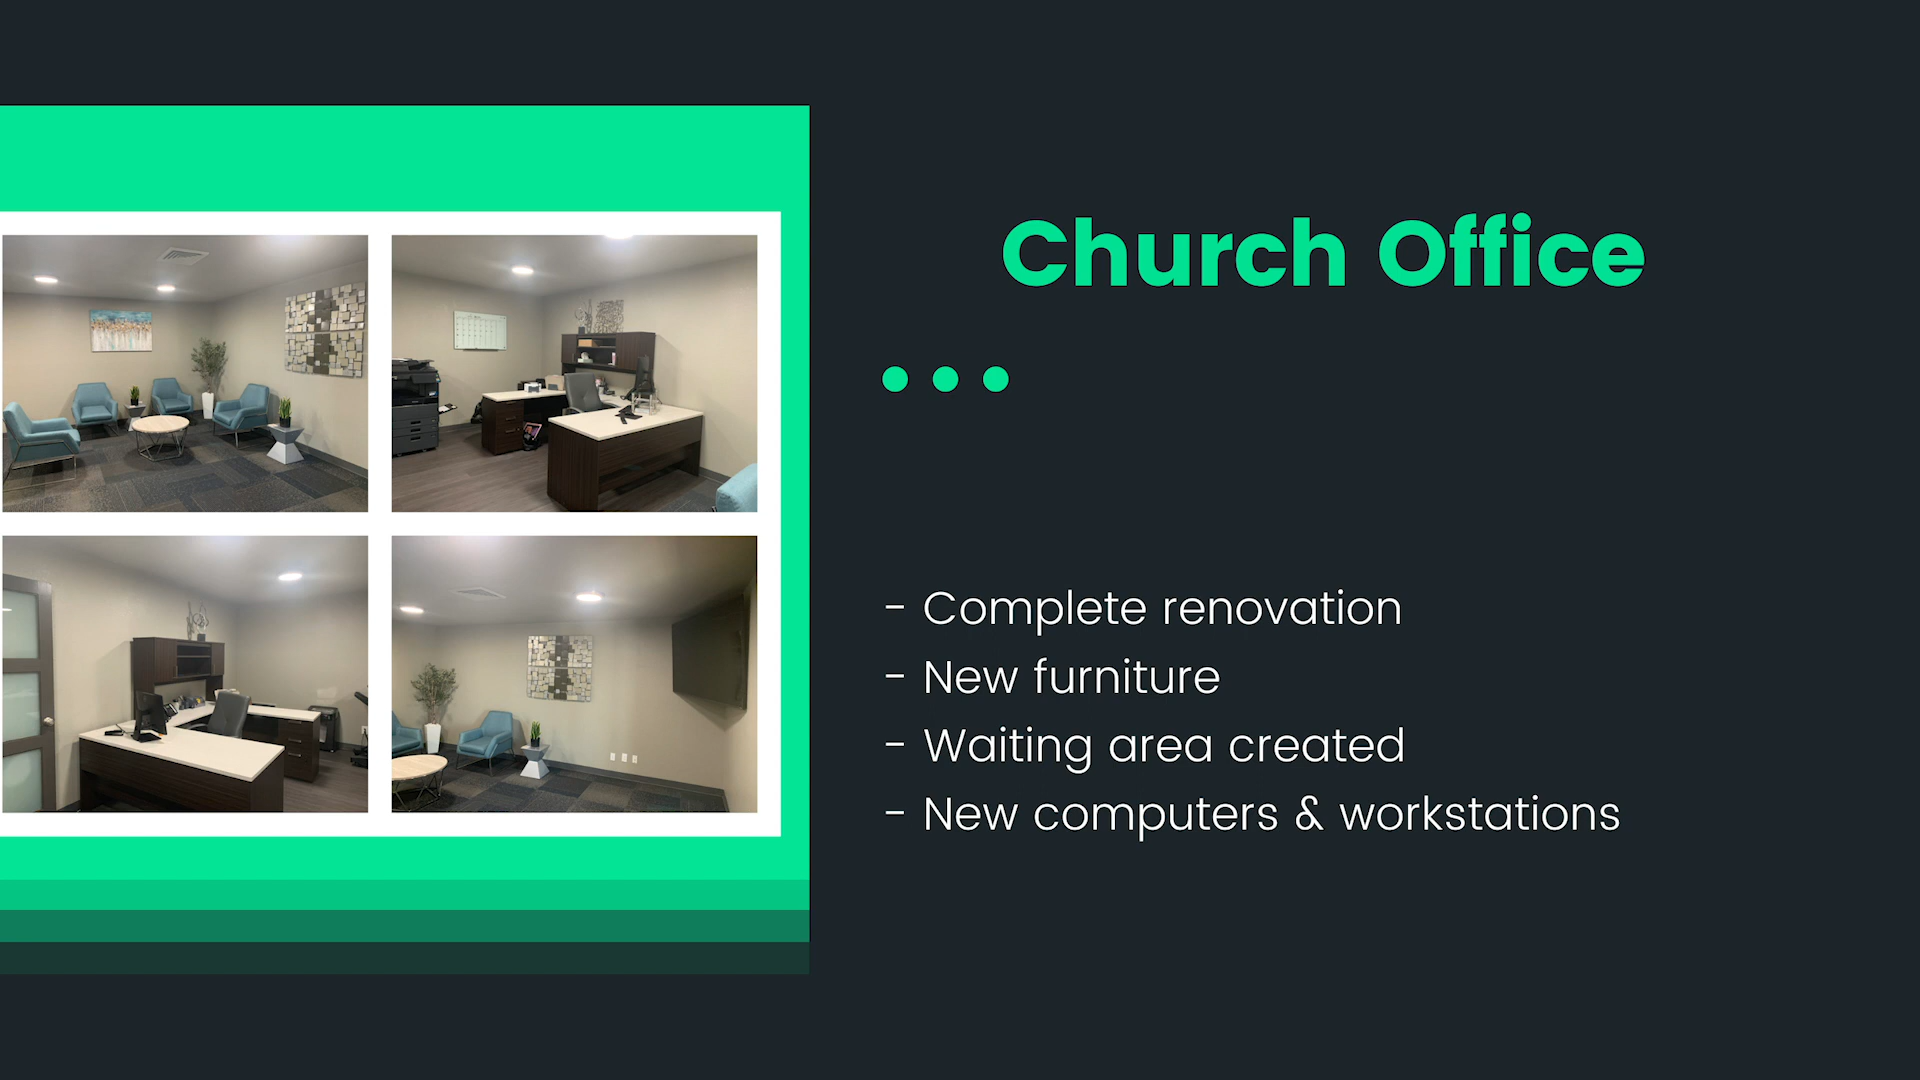 Church Office
- Complete renovation
- New furniture
- Waiting area created
- New computers & workstations